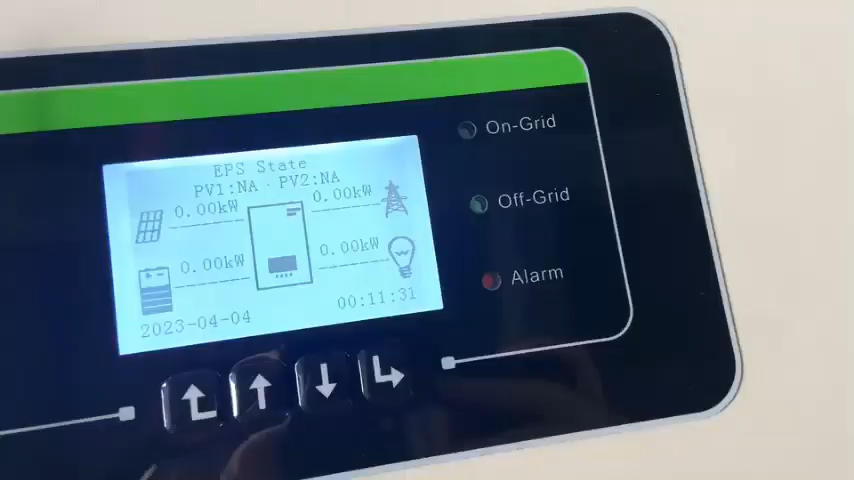 EPS State
PV1:NA · PV2:NA
0.00kW 0.00kW
0.00kW 0.00kW
2023-04-04 00:11:31
On-Grid
Off-Grid
Alarm